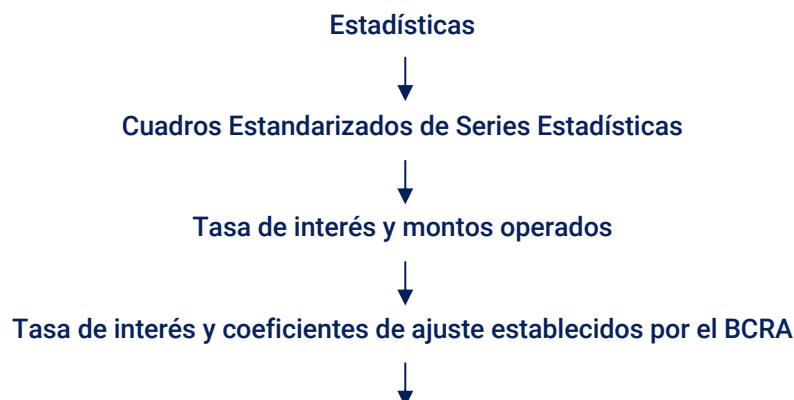 Estadísticas
Cuadros Estandarizados de Series Estadísticas
Tasa de interés y montos operados
Tasa de interés y coeficientes de ajuste establecidos por el BCRA